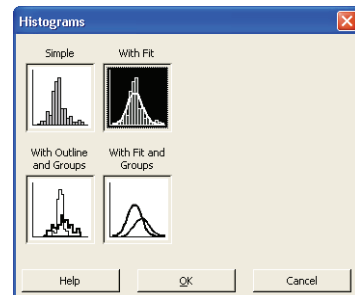 Histograms
Simple
With Fit
With Outline
and Groups
With Fit and
Groups
Help
OK
Cancel